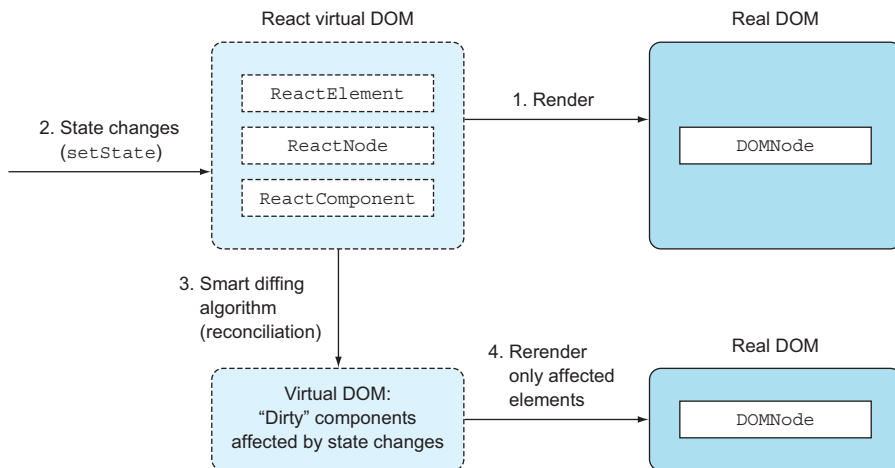 React virtual DOM
Real DOM
ReactElement
ReactNode
ReactComponent
1. Render
DOMNode
2. State changes
(setState)
3. Smart diffing
algorithm
(reconciliation)
Virtual DOM:
“Dirty” components
affected by state changes
4. Rerender
only affected
elements
Real DOM
DOMNode